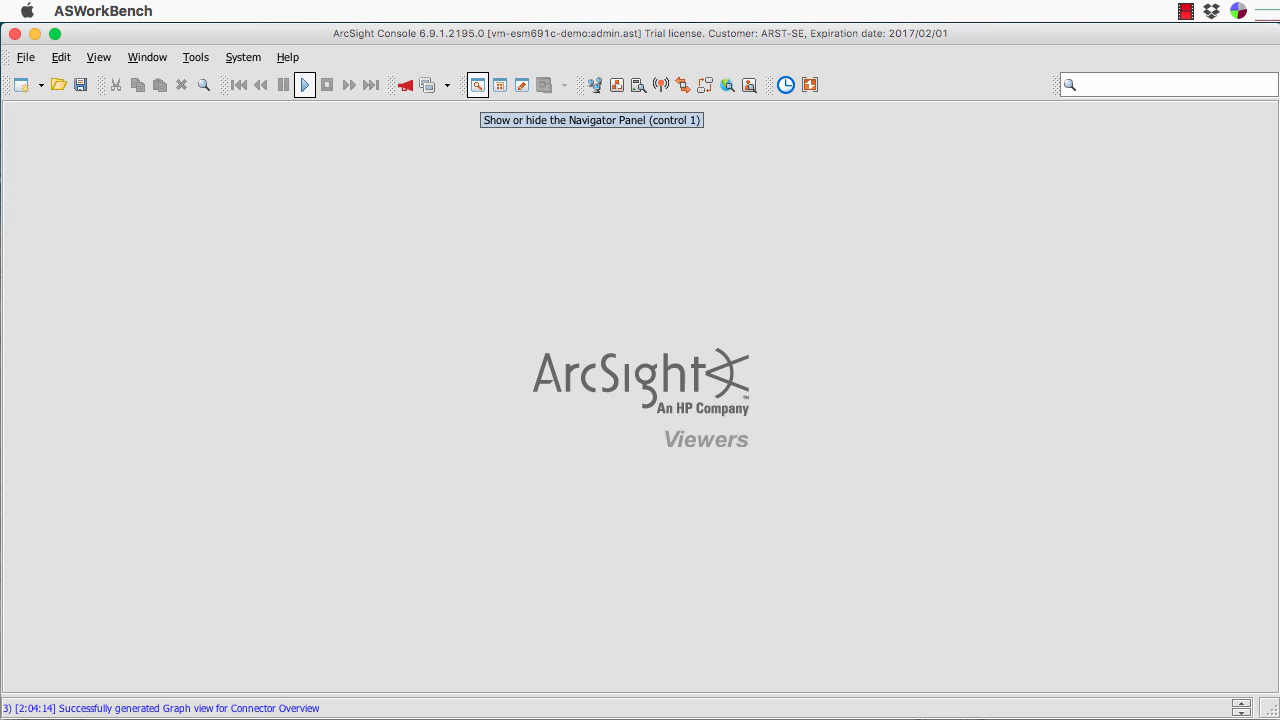 ASWorkBench
ArcSight Console 6.9.1.2195.0 [vm-esm691c-demo:admin.ast] Trial license. Customer: ARST-SE, Expiration date: 2017/02/01
File Edit View Window Tools System Help
Show or hide the Navigator Panel (control 1)
ArcSight
An HP Company
™
Viewers
3) [2:04:14] Successfully generated Graph view for Connector Overview